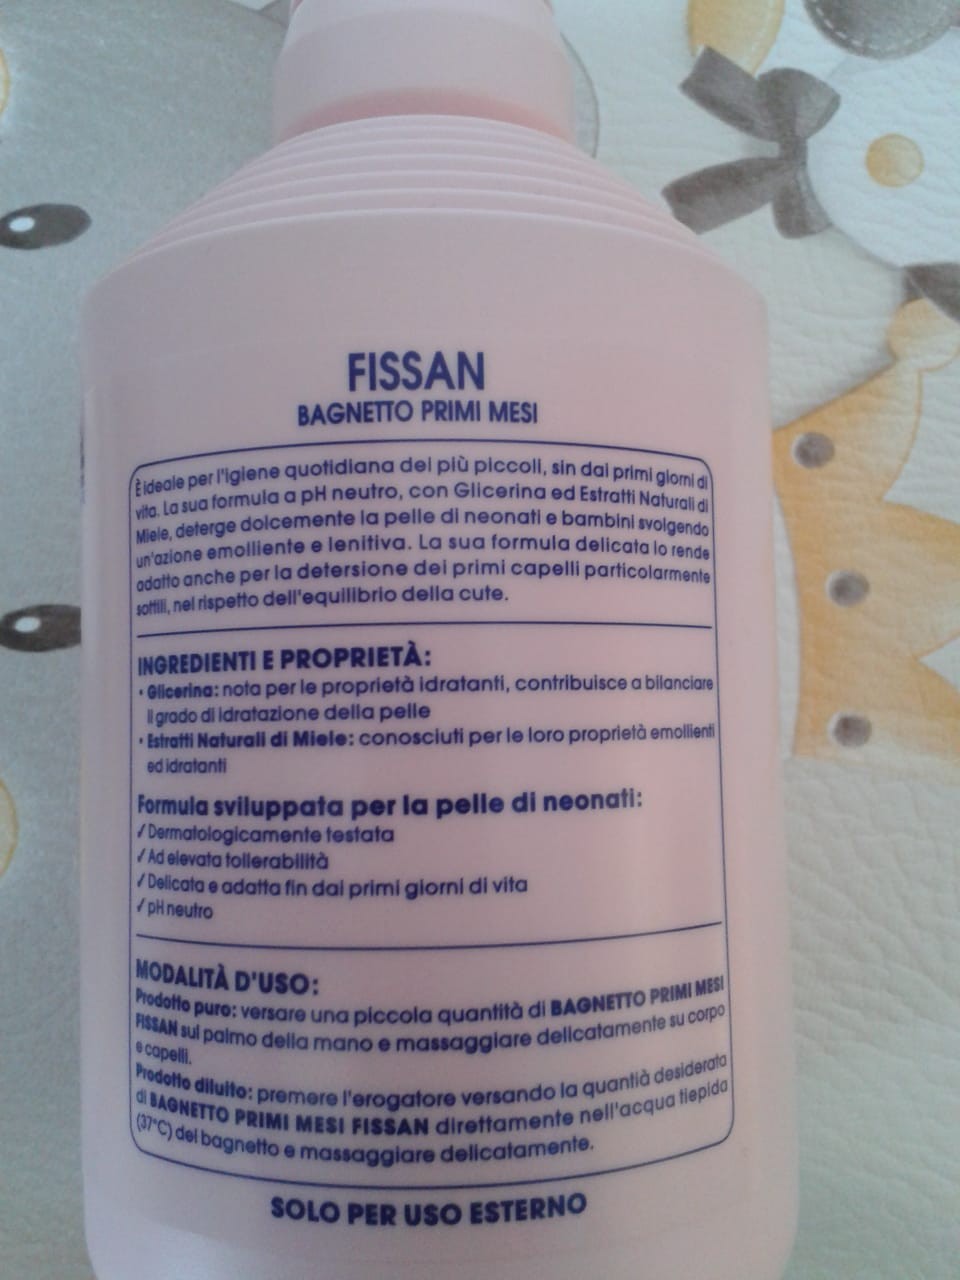 FISSAN
BAGNETTO PRIMI MESI
È ideale per l'igiene quotidiana dei più piccoli, sin dai primi giorni di
vita. La sua formula a pH neutro, con Glicerina ed Estratti Naturali di
Miele, deterge dolcemente la pelle di neonati e bambini svolgendo
un'azione emolliente e lenitiva. La sua formula delicata lo rende
adatto anche per la detersione dei primi capelli particolarmente
sottili, nel rispetto dell'equilibrio della cute.
INGREDIENTI E PROPRIETÀ:
• Glicerina: nota per le proprietà idratanti, contribuisce a bilanciare
il grado di idratazione della pelle
• Estratti Naturali di Miele: conosciuti per le loro proprietà emollienti
ed idratanti
Formula sviluppata per la pelle di neonati:
✓ Dermatologicamente testata
✓ Ad elevata tollerabilità
✓ Delicata e adatta fin dai primi giorni di vita
✓ pH neutro
MODALITÀ D'USO:
Prodotto puro: versare una piccola quantità di BAGNETTO PRIMI MESI
FISSAN sul palmo della mano e massaggiare delicatamente su corpo
e capelli.
Prodotto diluito: premere l'erogatore versando la quantià desiderata
di BAGNETTO PRIMI MESI FISSAN direttamente nell'acqua tiepida
(37°C) del bagnetto e massaggiare delicatamente.
SOLO PER USO ESTERNO